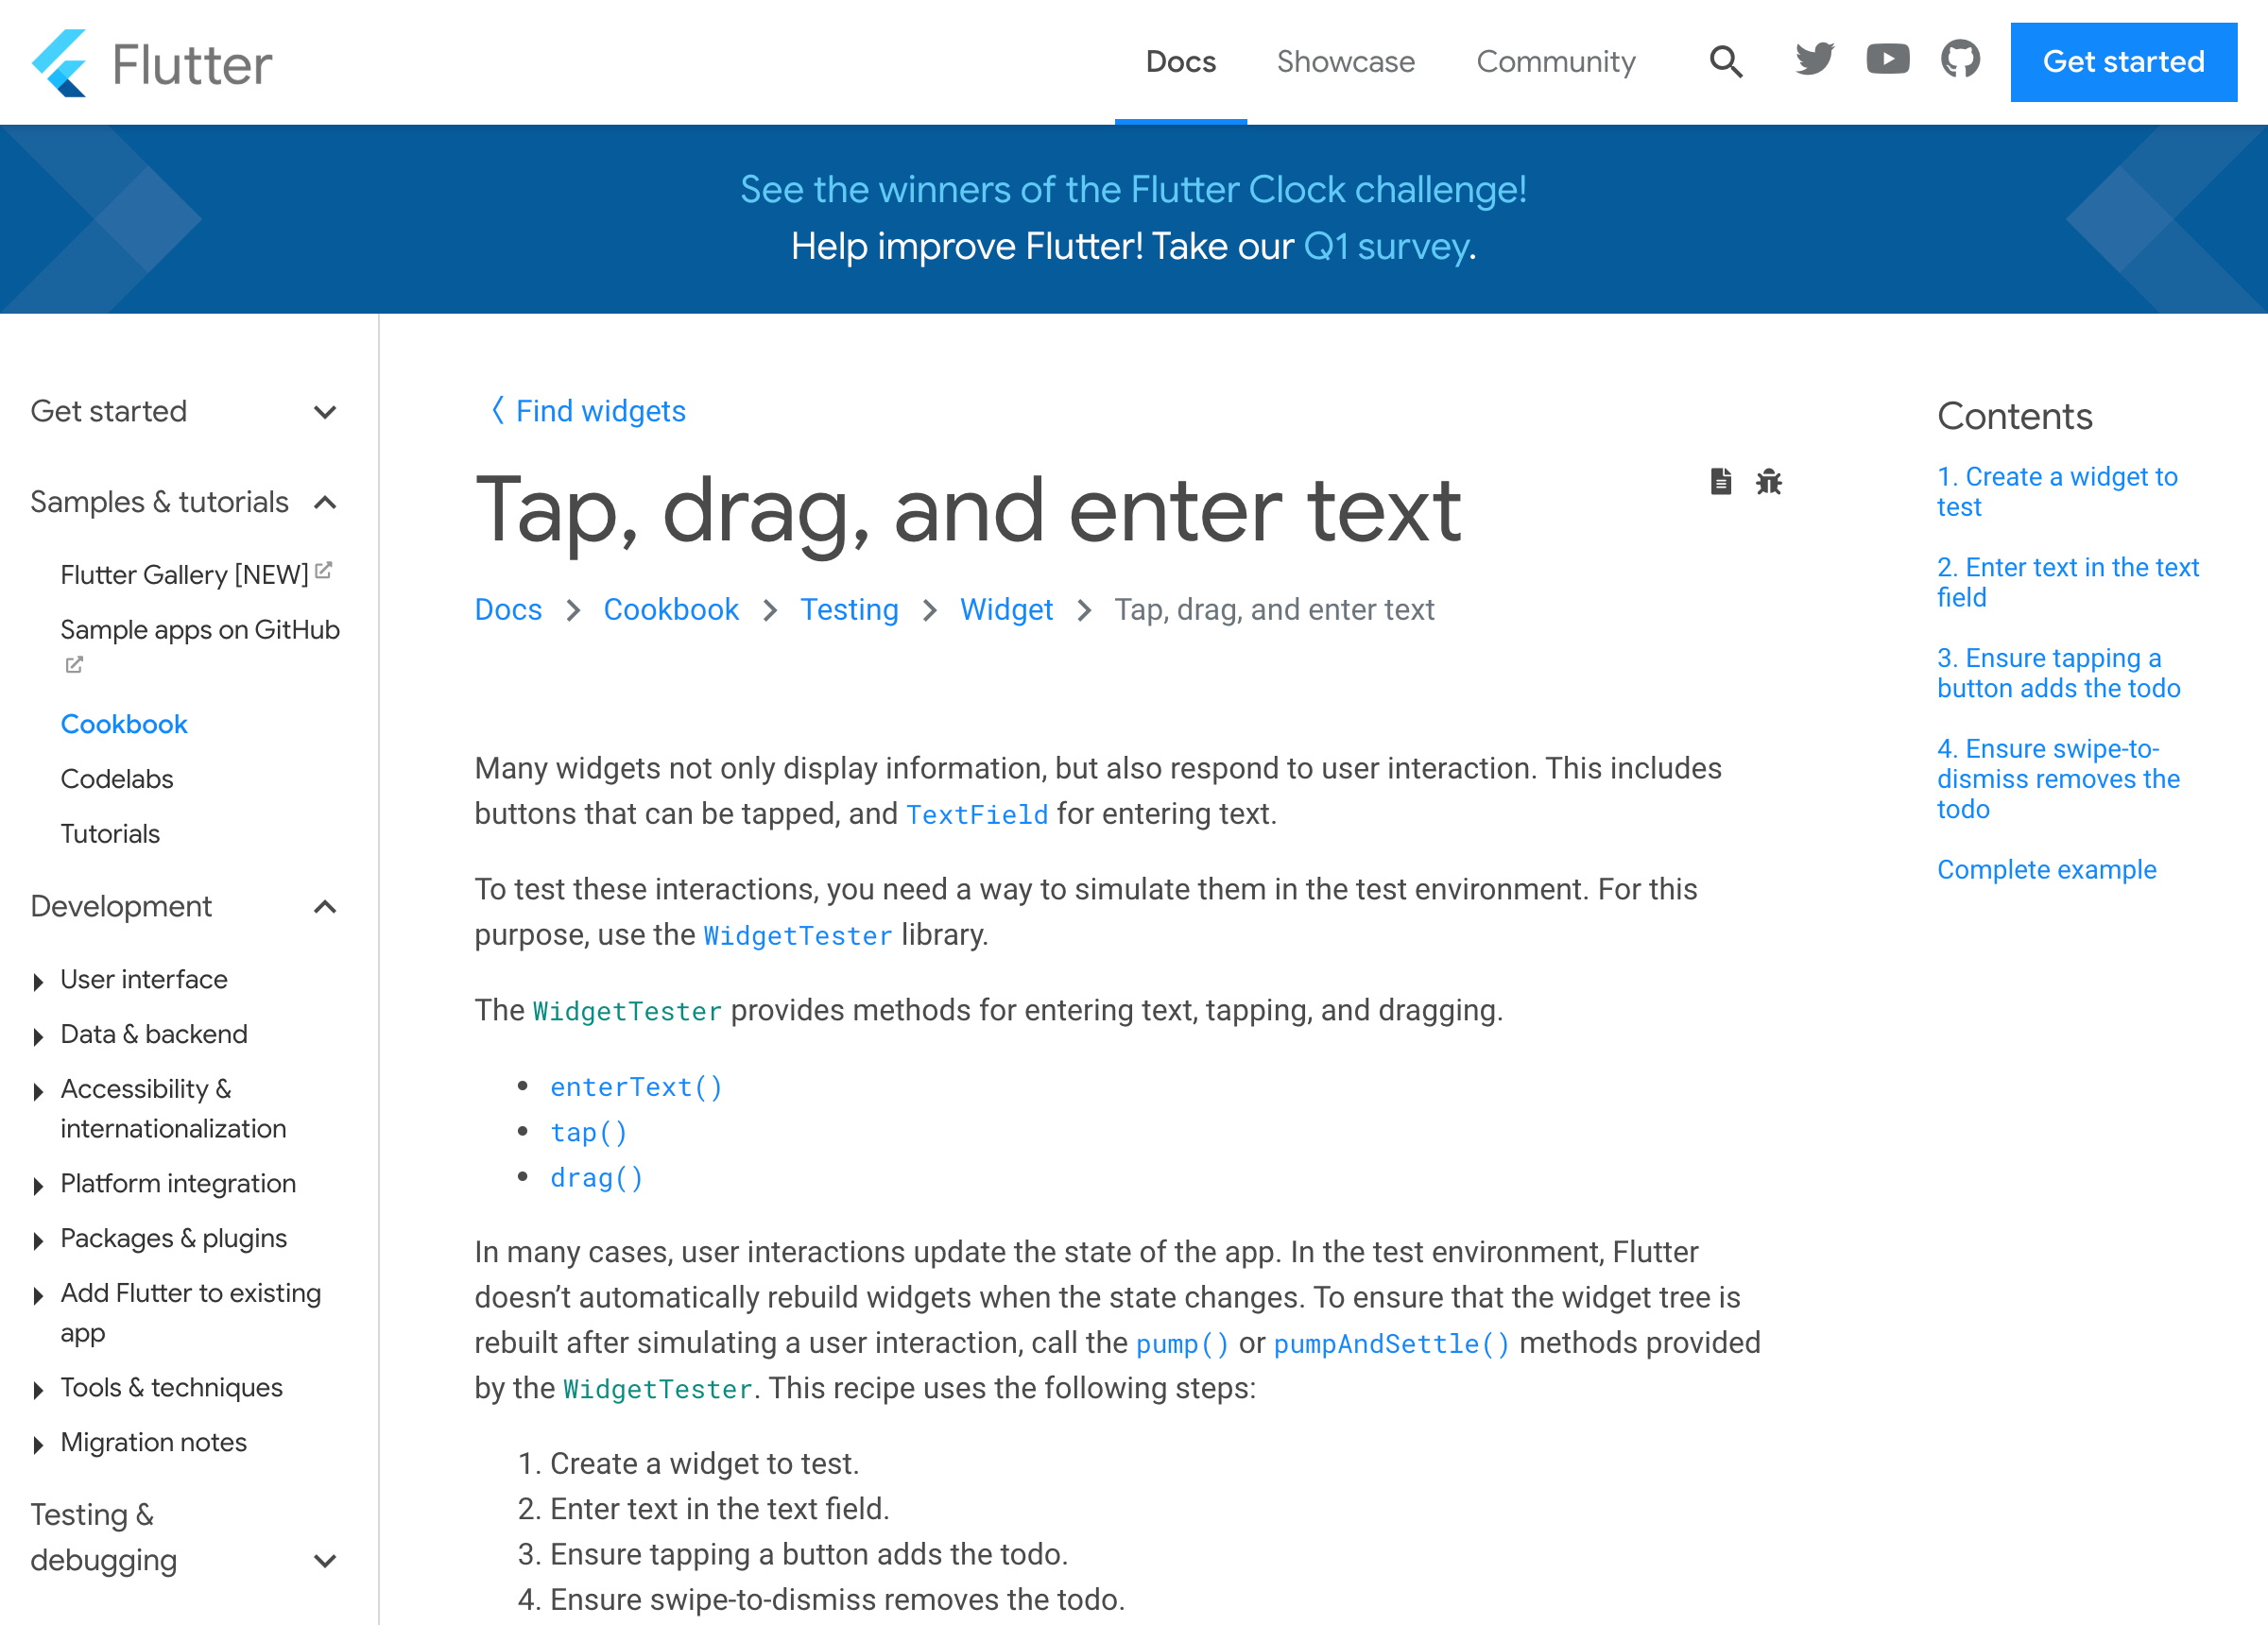 Flutter
Docs
Showcase
Community
Get started
See the winners of the Flutter Clock challenge!
Help improve Flutter! Take our Q1 survey.
Get started
Samples & tutorials
Flutter Gallery [NEW]
Sample apps on GitHub
Cookbook
Codelabs
Tutorials
Development
User interface
Data & backend
Accessibility &
internationalization
Platform integration
Packages & plugins
Add Flutter to existing
app
Tools & techniques
Migration notes
Testing &
debugging
Find widgets
Tap, drag, and enter text
Docs
Cookbook
Testing
Widget
Tap, drag, and enter text
Many widgets not only display information, but also respond to user interaction. This includes
buttons that can be tapped, and TextField for entering text.
To test these interactions, you need a way to simulate them in the test environment. For this
purpose, use the WidgetTester library.
The WidgetTester provides methods for entering text, tapping, and dragging.
• enterText()
• tap()
• drag()
In many cases, user interactions update the state of the app. In the test environment, Flutter
doesn’t automatically rebuild widgets when the state changes. To ensure that the widget tree is
rebuilt after simulating a user interaction, call the pump() or pumpAndSettle() methods provided
by the WidgetTester. This recipe uses the following steps:
1. Create a widget to test.
2. Enter text in the text field.
3. Ensure tapping a button adds the todo.
4. Ensure swipe-to-dismiss removes the todo.
Contents
1. Create a widget to
test
2. Enter text in the text
field
3. Ensure tapping a
button adds the todo
4. Ensure swipe-to-
dismiss removes the
todo
Complete example